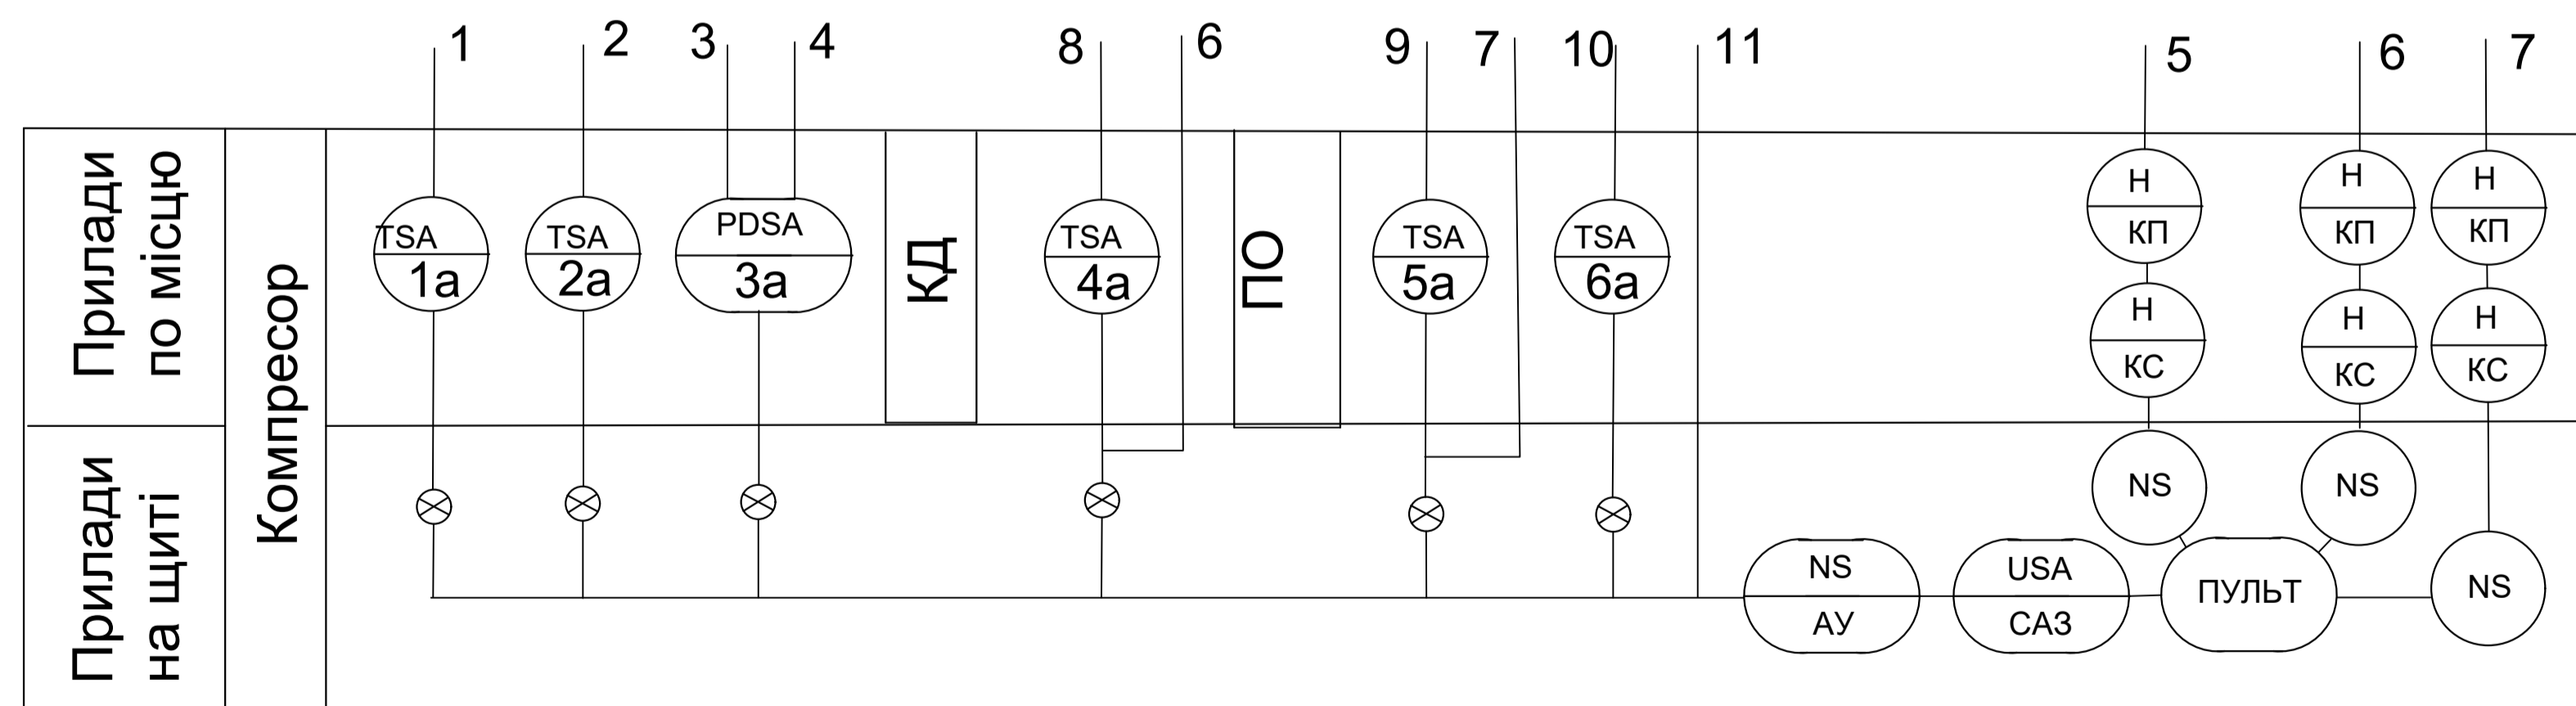 1 2 3 4 8 6 9 7 10 11 5 6 7
Прилади
по місцю
Компресор
TSA
1а
TSA
2а
PDSA
3а
КД
TSA
4а
ПО
TSA
5а
TSA
6а
Н
КП
Н
КС
Н
КП
Н
КС
Н
КП
Н
КС
Прилади
на щиті
NS
АУ
USA
САЗ
NS
ПУЛЬТ
NS
NS